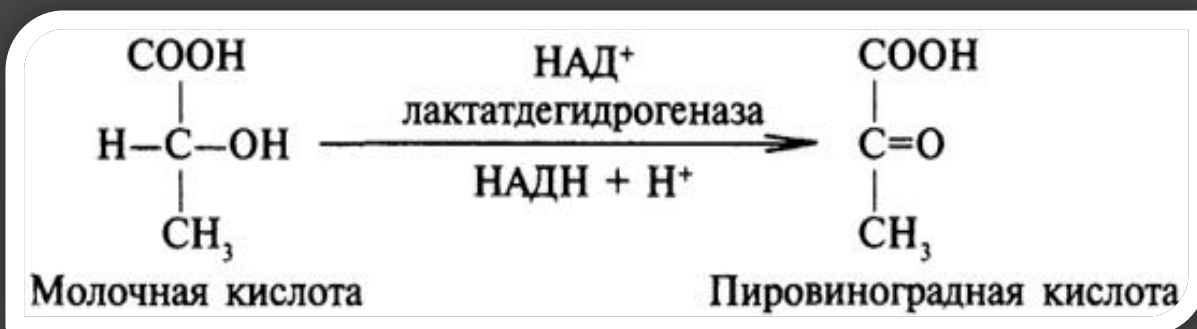 COOH
H–C–OH
CH₃
Молочная кислота
НАД⁺
лактатдегидрогеназа
НАДН + Н⁺
COOH
C=O
CH₃
Пировиноградная кислота